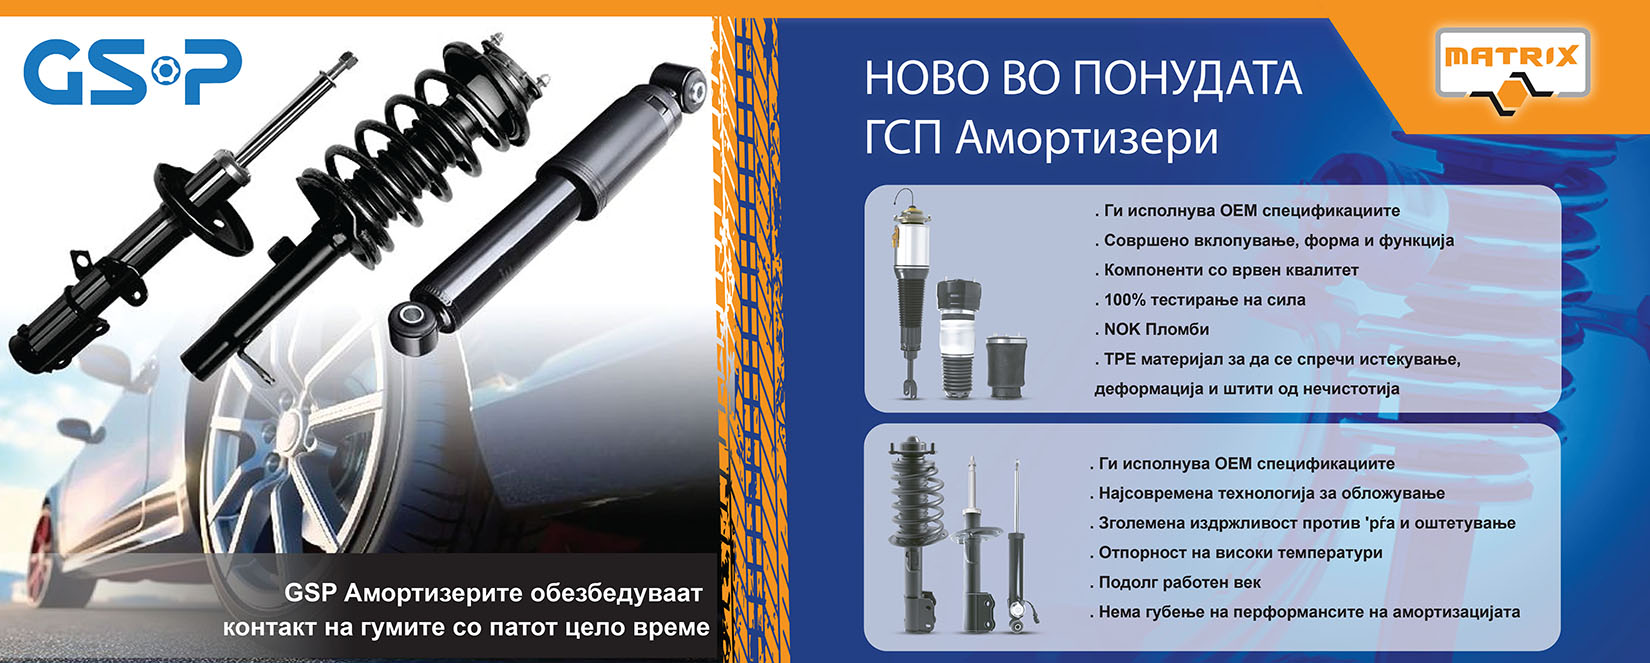 GSP
GSP Амортизерите обезбедуваат
контакт на гумите со патот цело време
MATRIX
НОВО ВО ПОНУДАТА
ГСП Амортизери
. Ги исполнува ОЕМ спецификациите
. Совршено вклопување, форма и функција
. Компоненти со врвен квалитет
. 100% тестирање на сила
. NOK Пломби
. TPE материјал за да се спречи истекување,
деформација и штити од нечистотија
. Ги исполнува ОЕМ спецификациите
. Најсовремена технологија за обложување
. Зголемена издржливост против 'рѓа и оштетување
. Отпорност на високи температури
. Подолг работен век
. Нема губење на перформансите на амортизацијата